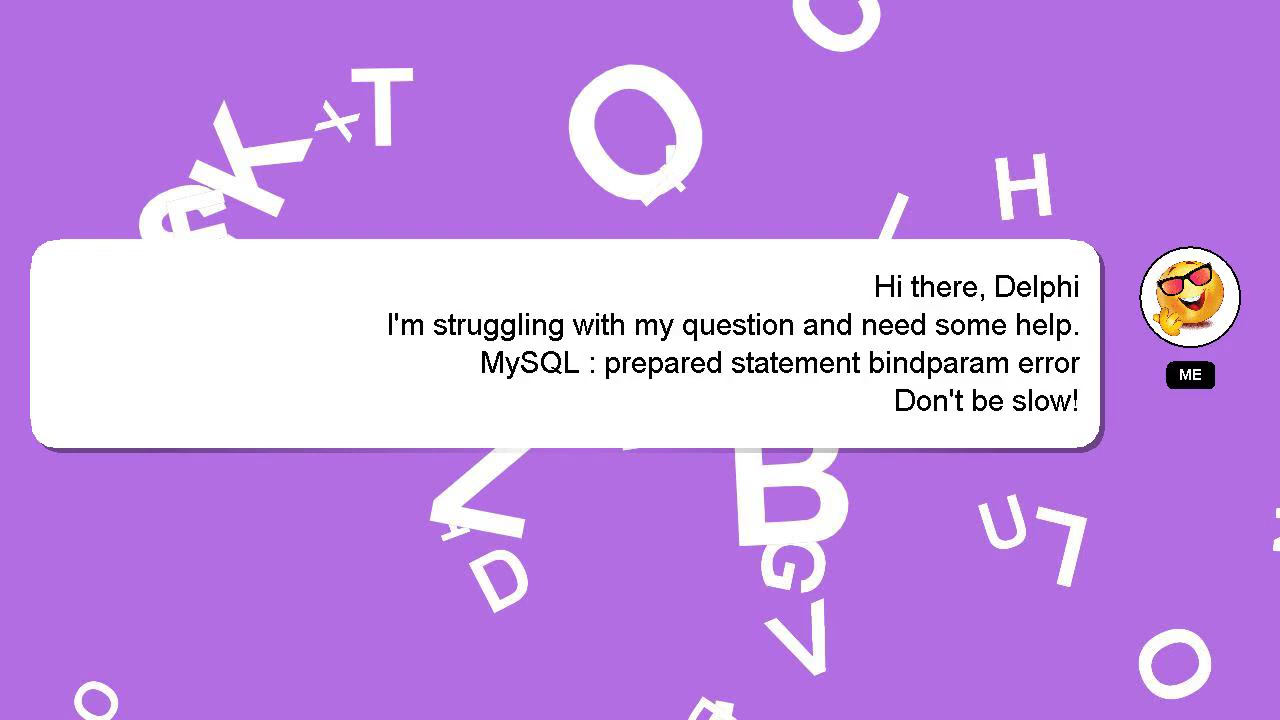 Hi there, Delphi
I'm struggling with my question and need some help.
MySQL : prepared statement bindparam error
Don't be slow!
ME
T
x
K
O
H
B
Z
D
G
U
L
V
O
O